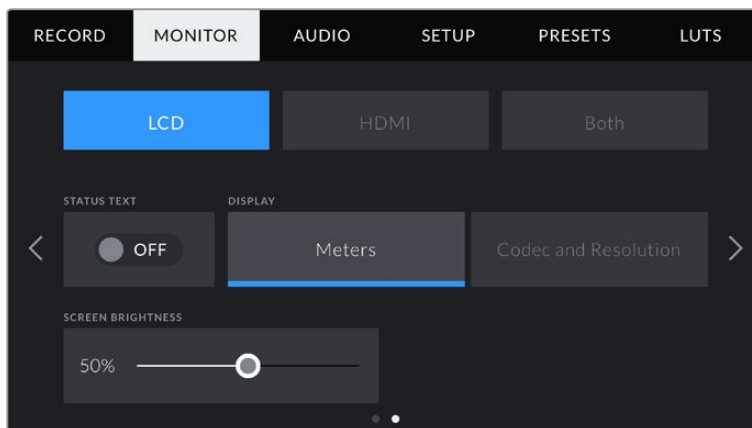 RECORD MONITOR AUDIO SETUP PRESETS LUTS
LCD HDMI Both
STATUS TEXT DISPLAY
OFF Meters Codec and Resolution
SCREEN BRIGHTNESS
50%